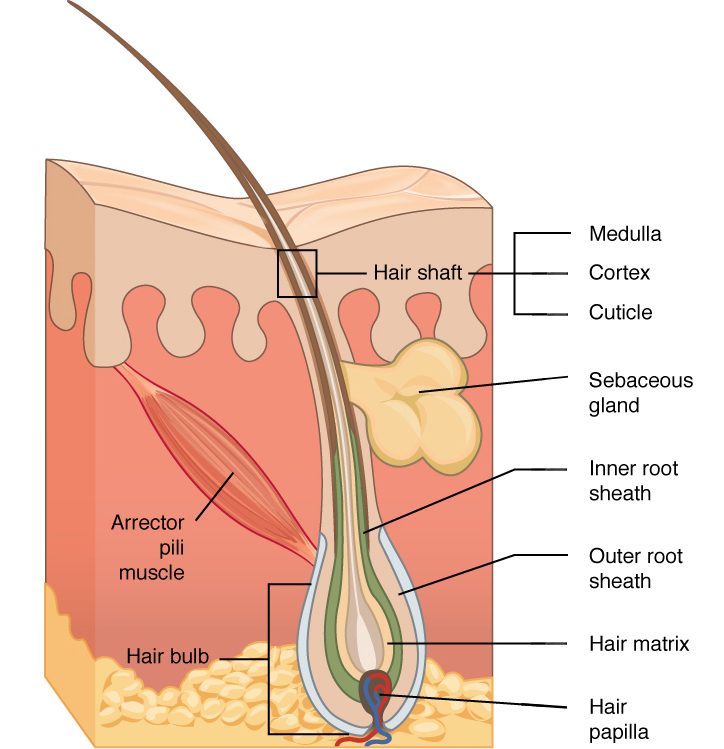 Medulla
Hair shaft
Cortex
Cuticle
Sebaceous
gland
Inner root
sheath
Arrector
pili
muscle
Outer root
sheath
Hair bulb
Hair matrix
Hair
papilla